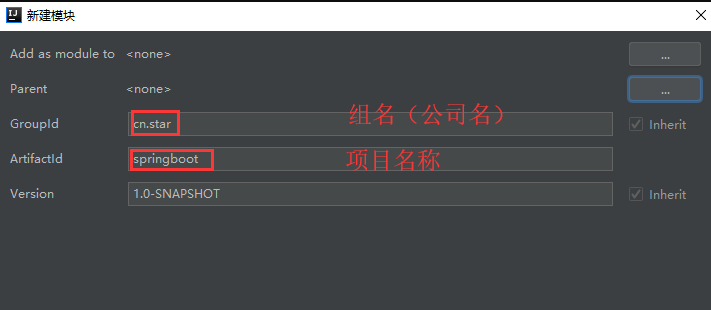 新建模块
Add as module to <none>
...
Parent <none>
...
GroupId cn.star 组名（公司名） Inherit
ArtifactId springboot 项目名称
Version 1.0-SNAPSHOT Inherit